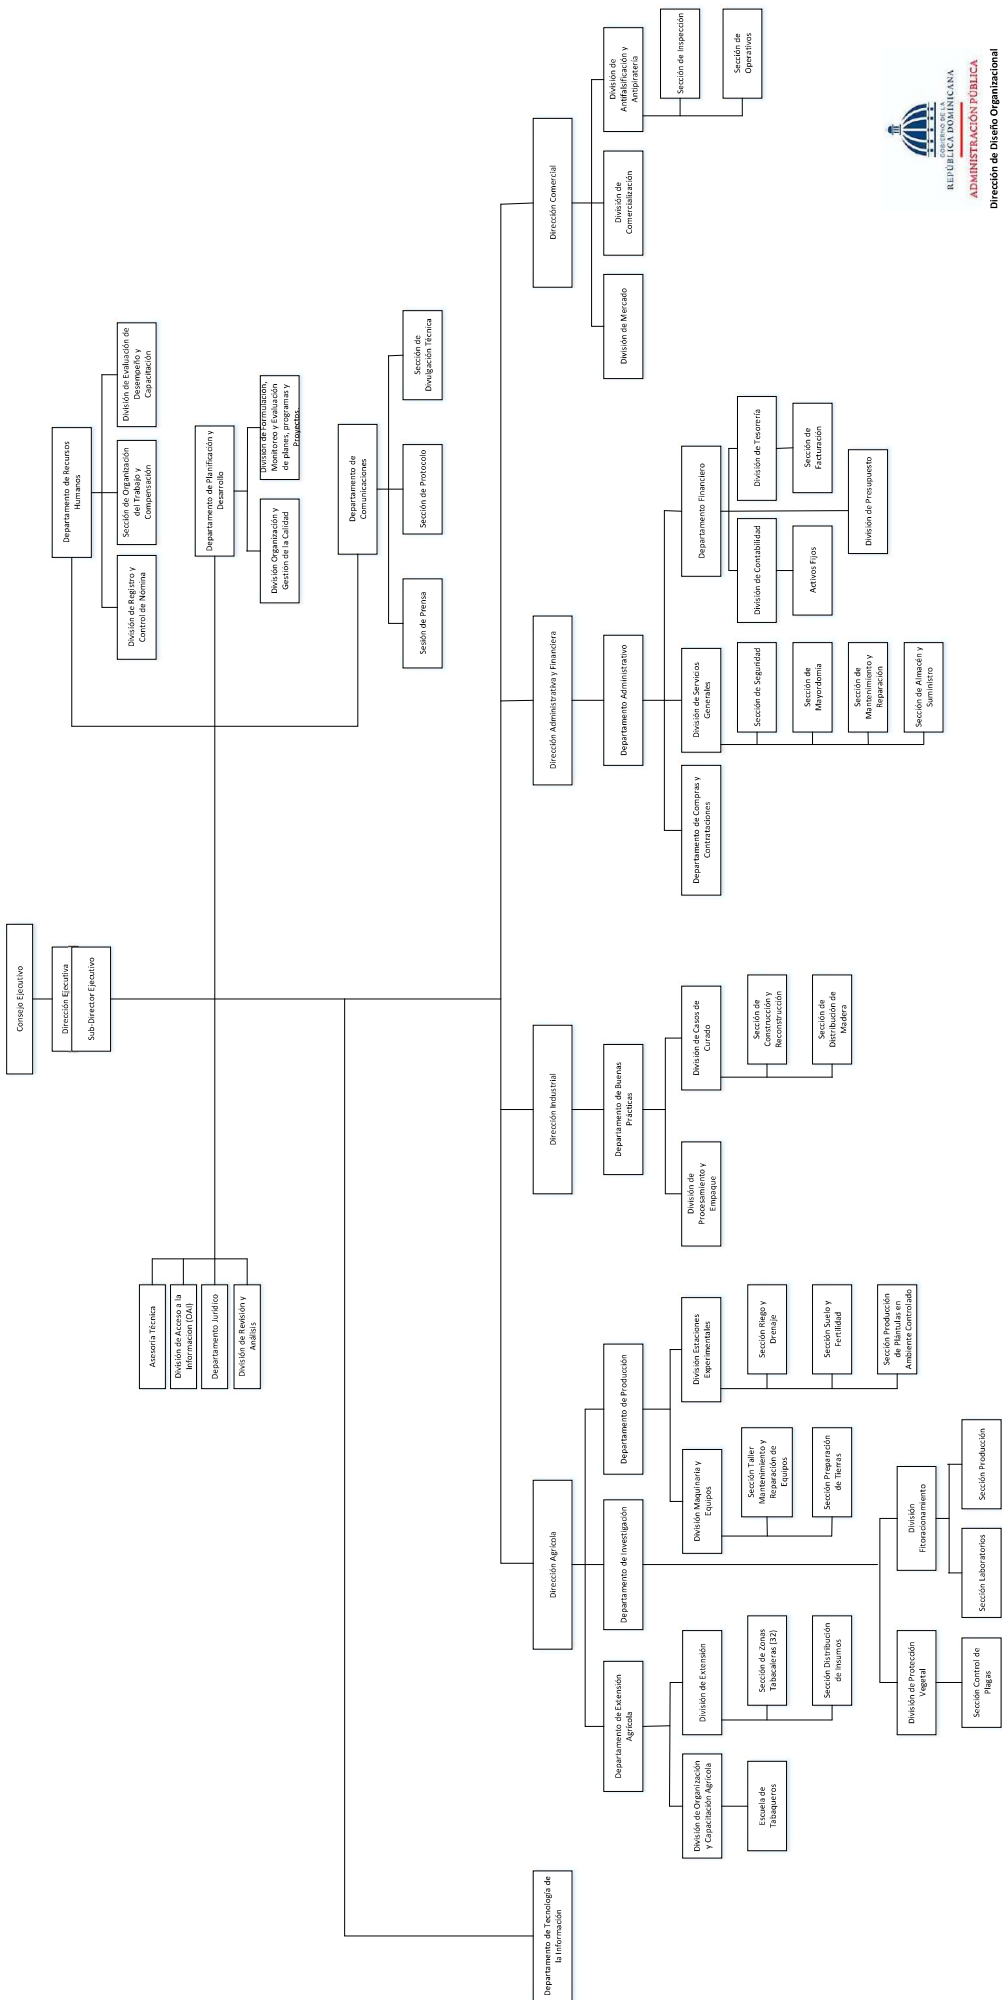 Consejo Ejecutivo
Dirección Ejecutiva
Sub-Director Ejecutivo
Departamento de Recursos
Humanos
División de Registro y
Control de Nómina
Sección de Organización
del Trabajo y
Compensación
División de Evaluación de
Desempeño y
Capacitación
Asesoría Técnica
División de Acceso a la
Informacion (OAI)
Departamento Jurídico
División de Revisión y
Análisis
Departamento de Planificación y
Desarrollo
División Organización y
Gestión de la Calidad
División de Formulación,
Monitoreo y Evaluación
de planes, programas y
Proyectos.
Departamento de
Comunicaciones
Sesión de Prensa
Sección de Protocolo
Sección de
Divulgación Técnica
Departamento de Tecnología de
la Información
Dirección Agrícola
Departamento de Extensión
Agrícola
División de Organización
y Capacitación Agrícola
Escuela de
Tabaqueros
División de Extensión
Sección de Zonas
Tabacaleras (32)
Sección Distribución
de Insumos
Departamento de Investigación
División de Protección
Vegetal
Sección Control de
Plagas
División
Fitoracionamiento
Sección Laboratorios
Sección Producción
Departamento de Producción
División Maquinaria y
Equipos
Sección Taller
Mantenimiento y
Reparación de
Equipos
Sección Preparación
de Tierras
División Estaciones
Experimentales
Sección Riego y
Drenaje
Sección Suelo y
Fertilidad
Sección Producción
de Plántulas en
Ambiente Controlado
Dirección Industrial
Departamento de Buenas
Prácticas
División de
Procesamiento y
Empaque
División de Casos de
Curado
Sección de
Construcción y
Reconstrucción
Sección de
Distribución de
Madera
Dirección Administrativa y Financiera
Departamento Administrativo
Departamento de Compras y
Contrataciones
División de Servicios
Generales
Sección de Seguridad
Sección de
Mayordomía
Sección de
Mantenimiento y
Reparación
Sección de Almacén y
Suministro
Departamento Financiero
División de Contabilidad
Activos Fijos
División de Tesorería
Sección de
Facturación
División de Presupuesto
Dirección Comercial
División de Mercado
División de
Comercialización
División de
Antifalsificación y
Antipiratería
Sección de Inspección
Sección de
Operativos
GOBIERNO DE LA
REPÚBLICA DOMINICANA
ADMINISTRACIÓN PÚBLICA
Dirección de Diseño Organizacional